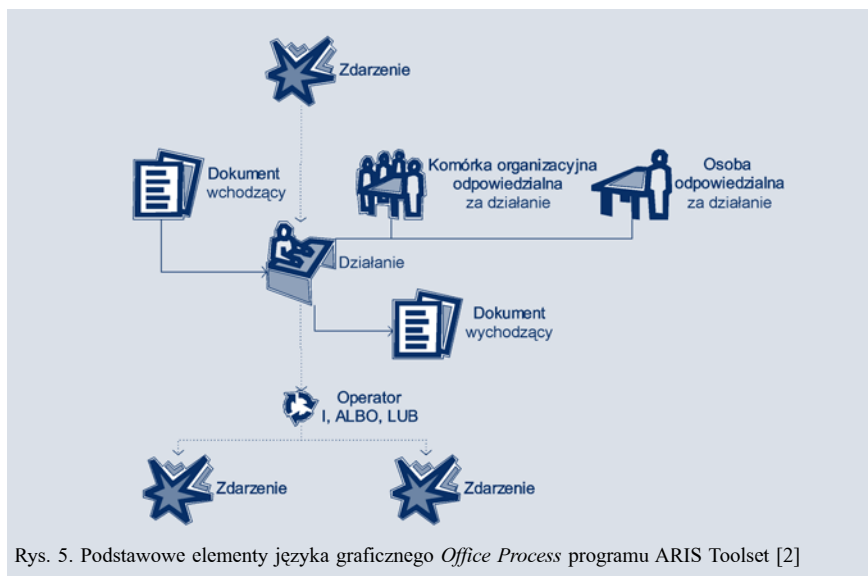 Zdarzenie
Dokument
wchodzący
Komórka organizacyjna
odpowiedzialna
za działanie
Osoba
odpowiedzialna
za działanie
Działanie
Dokument
wychodzący
Operator
I, ALBO, LUB
Zdarzenie
Zdarzenie
Rys. 5. Podstawowe elementy języka graficznego Office Process programu ARIS Toolset [2]